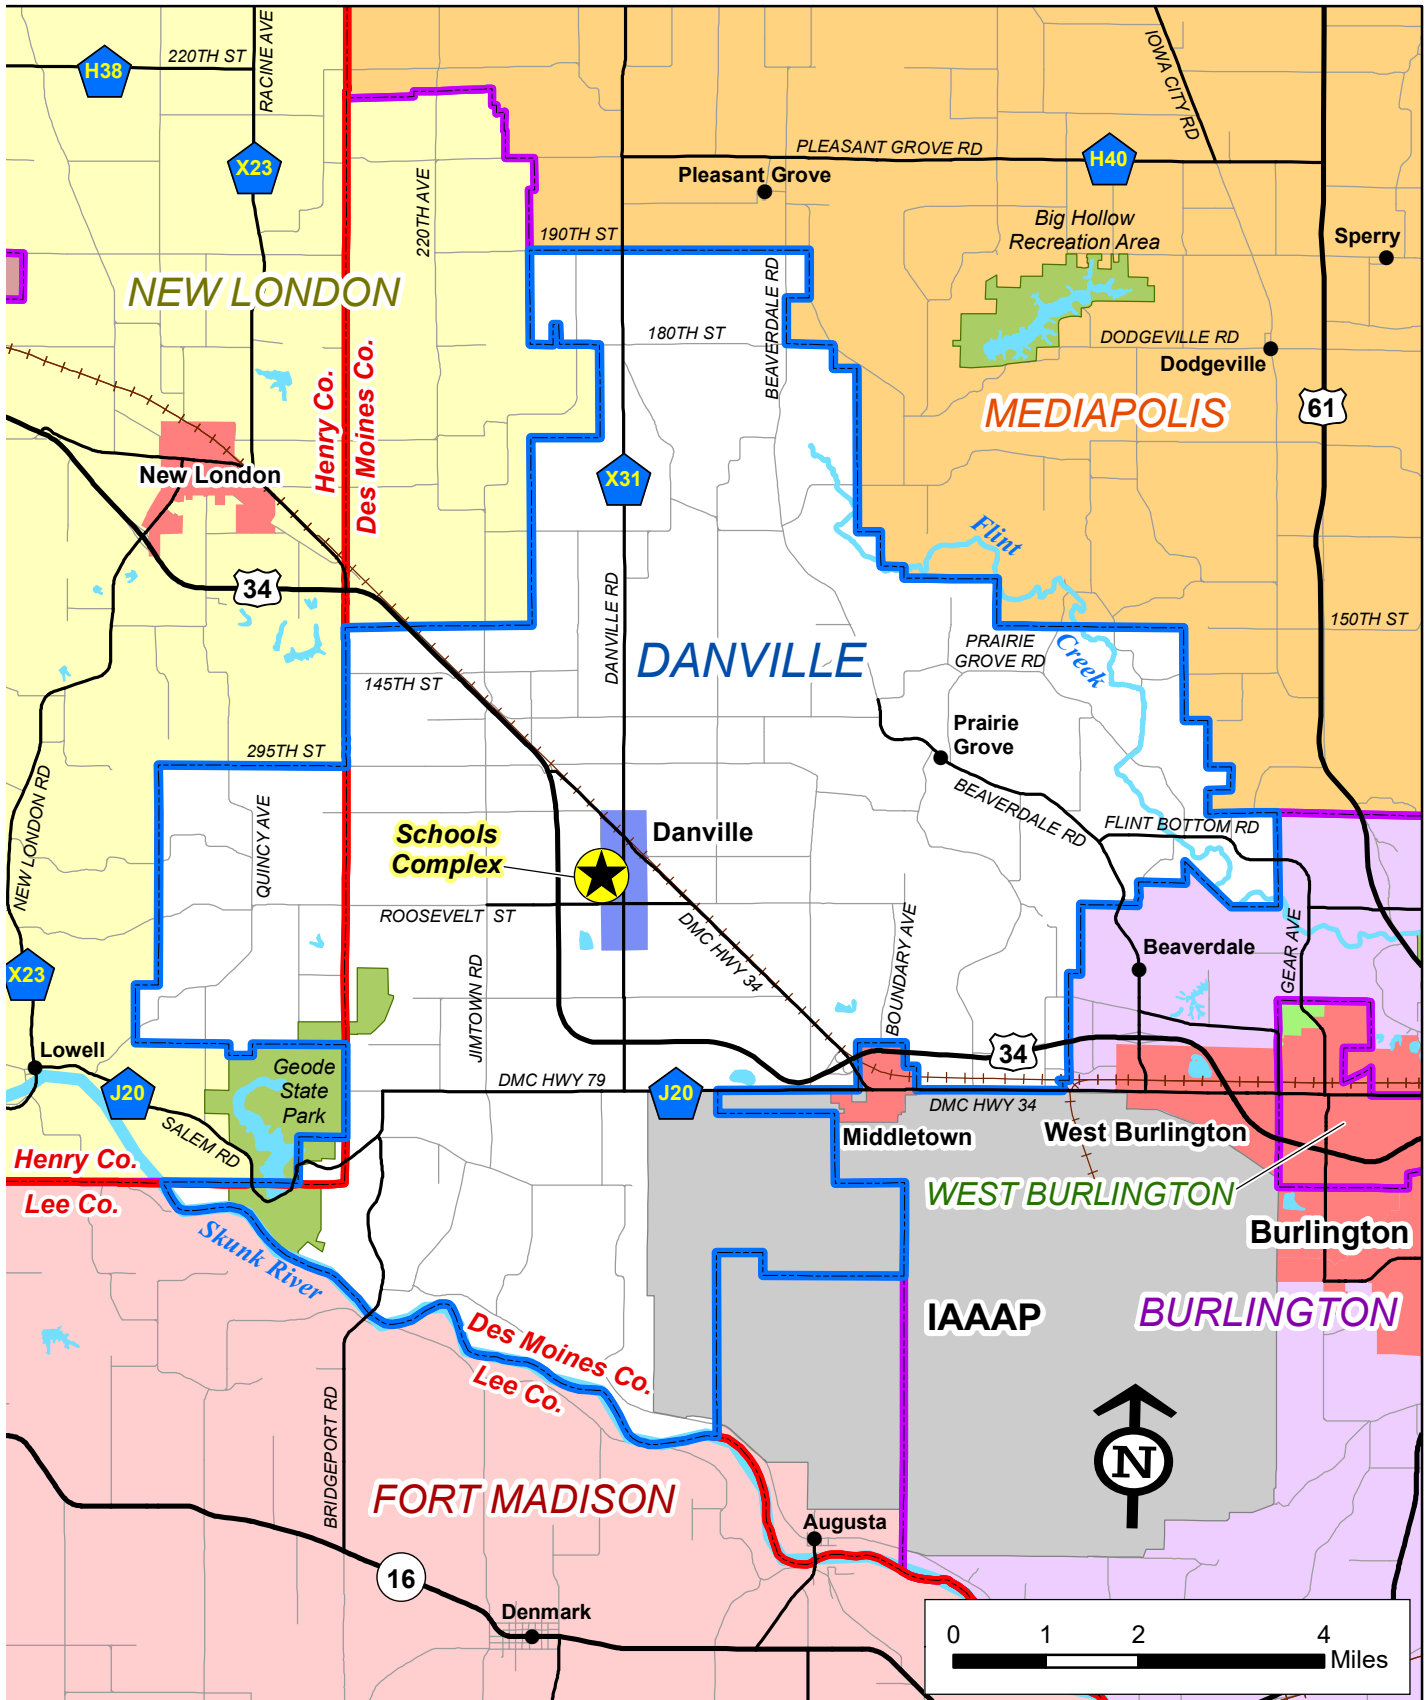 220TH ST
RACINE AVE
IOWA CITY RD
H38
X23
220TH AVE
PLEASANT GROVE RD
H40
Pleasant Grove
Big Hollow
Recreation Area
Sperry
190TH ST
NEW LONDON
BEAVERDALE RD
180TH ST
DODGEVILLE RD
Dodgeville
Henry Co.
Des Moines Co.
MEDIAPOLIS
61
New London
X31
Flint
Creek
34
DANVILLE RD
150TH ST
DANVILLE
PRAIRIE
GROVE RD
145TH ST
Prairie
Grove
295TH ST
NEW LONDON RD
QUINCY AVE
BEAVERDALE RD
FLINT BOTTOM RD
Schools
Complex
Danville
ROOSEVELT ST
DMC HWY 34
BOUNDARY AVE
GEAR AVE
Beaverdale
X23
JIMTOWN RD
Lowell
34
Geode
State
Park
J20
DMC HWY 79
J20
DMC HWY 34
SALEM RD
Middletown
West Burlington
Henry Co.
Lee Co.
WEST BURLINGTON
Skunk River
Burlington
IAAAP
BURLINGTON
Des Moines Co.
Lee Co.
BRIDGEPORT RD
N
FORT MADISON
Augusta
16
Denmark
0 1 2 4
Miles